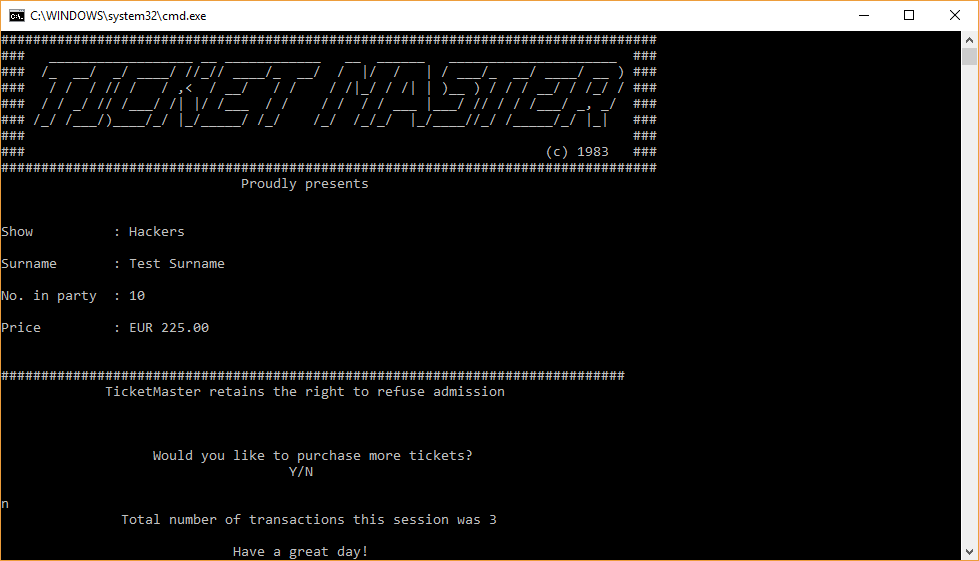 C:\WINDOWS\system32\cmd.exe
##################################################################################
TICKET MASTER
(c) 1983
##################################################################################
Proudly presents
Show : Hackers
Surname : Test Surname
No. in party : 10
Price : EUR 225.00
##############################################################################
TicketMaster retains the right to refuse admission
Would you like to purchase more tickets?
Y/N
n
Total number of transactions this session was 3
Have a great day!